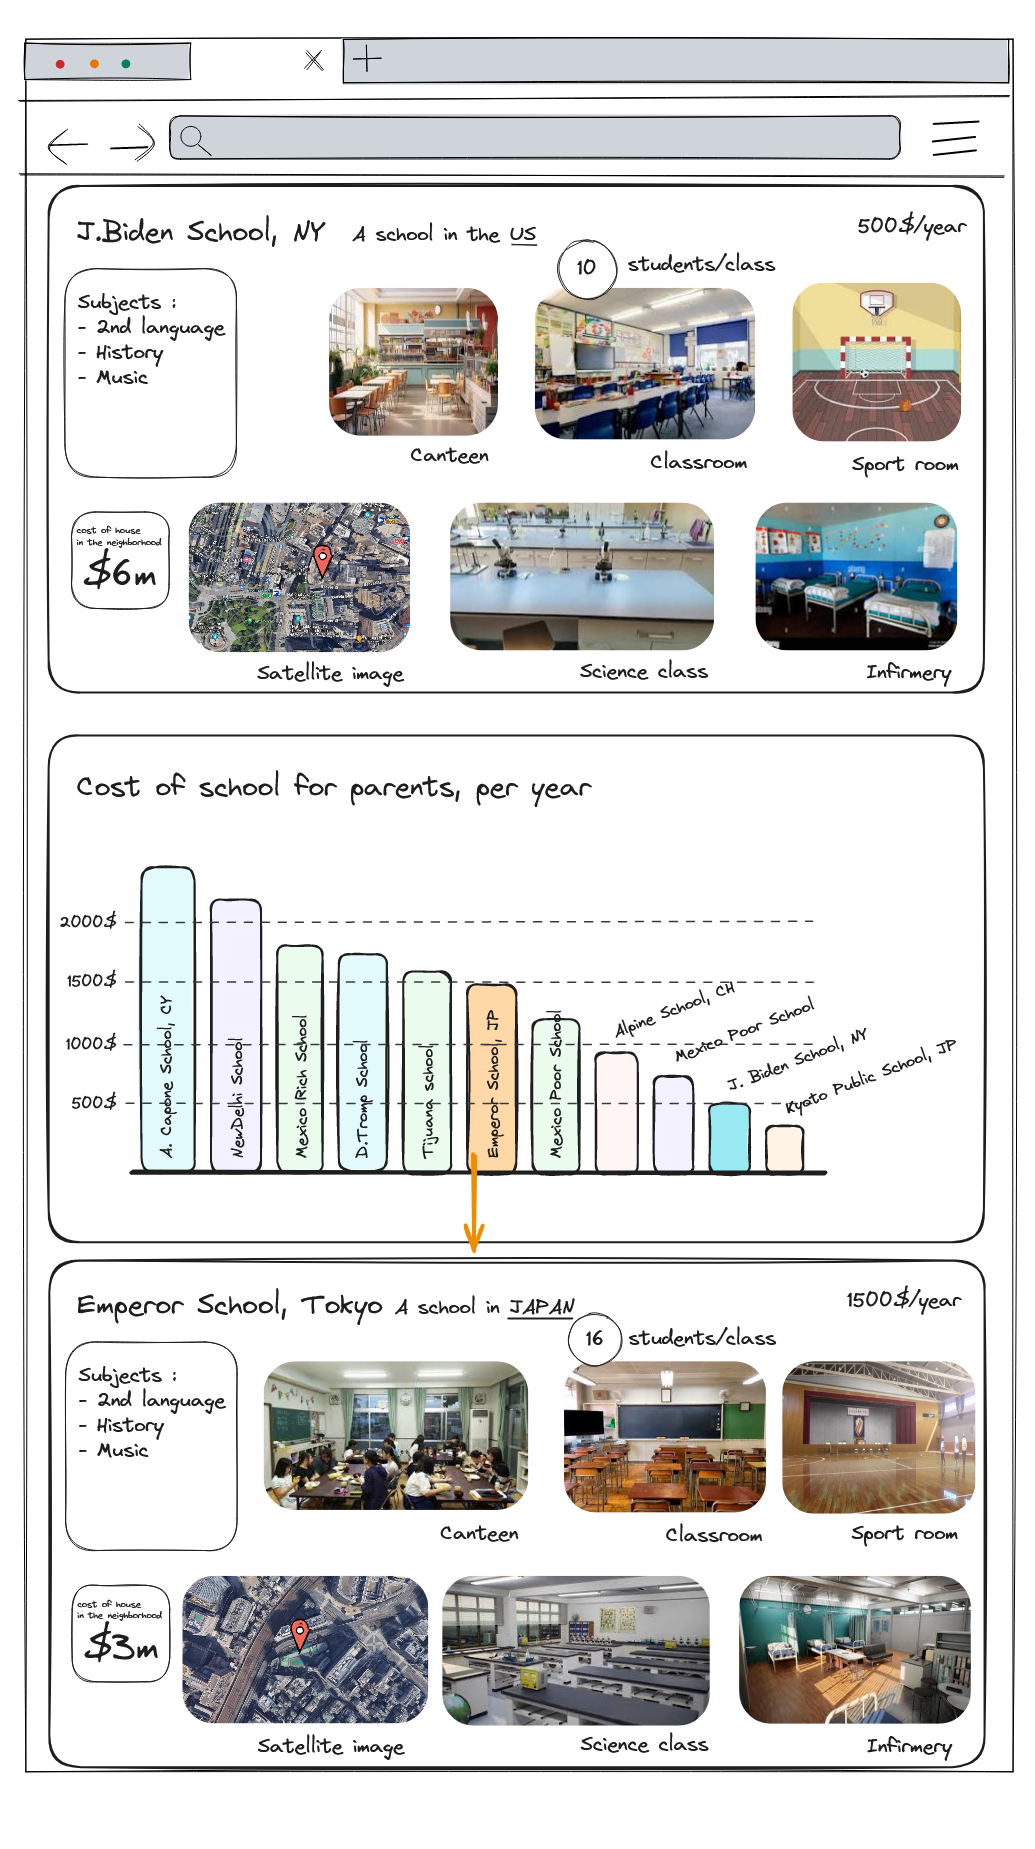 J.Biden School, NY
A school in the US
500$/year
10
students/class
Subjects :
- 2nd language
- History
- Music
Canteen
Classroom
Sport room
cost of house
in the neighborhood
$6m
Satellite image
Science class
Infirmery
Cost of school for parents, per year
2000$
1500$
1000$
500$
A. Capone School, CY
NewDelhi School
Mexico Rich School
D.Tromp School
Tijuana school
Emperor School, JP
Mexico Poor School
Alpine School, CH
Mexico Poor School
J. Biden School, NY
Kyoto Public School, JP
Emperor School, Tokyo
A school in JAPAN
1500$/year
16
students/class
Subjects :
- 2nd language
- History
- Music
Canteen
Classroom
Sport room
cost of house
in the neighborhood
$3m
Satellite image
Science class
Infirmery